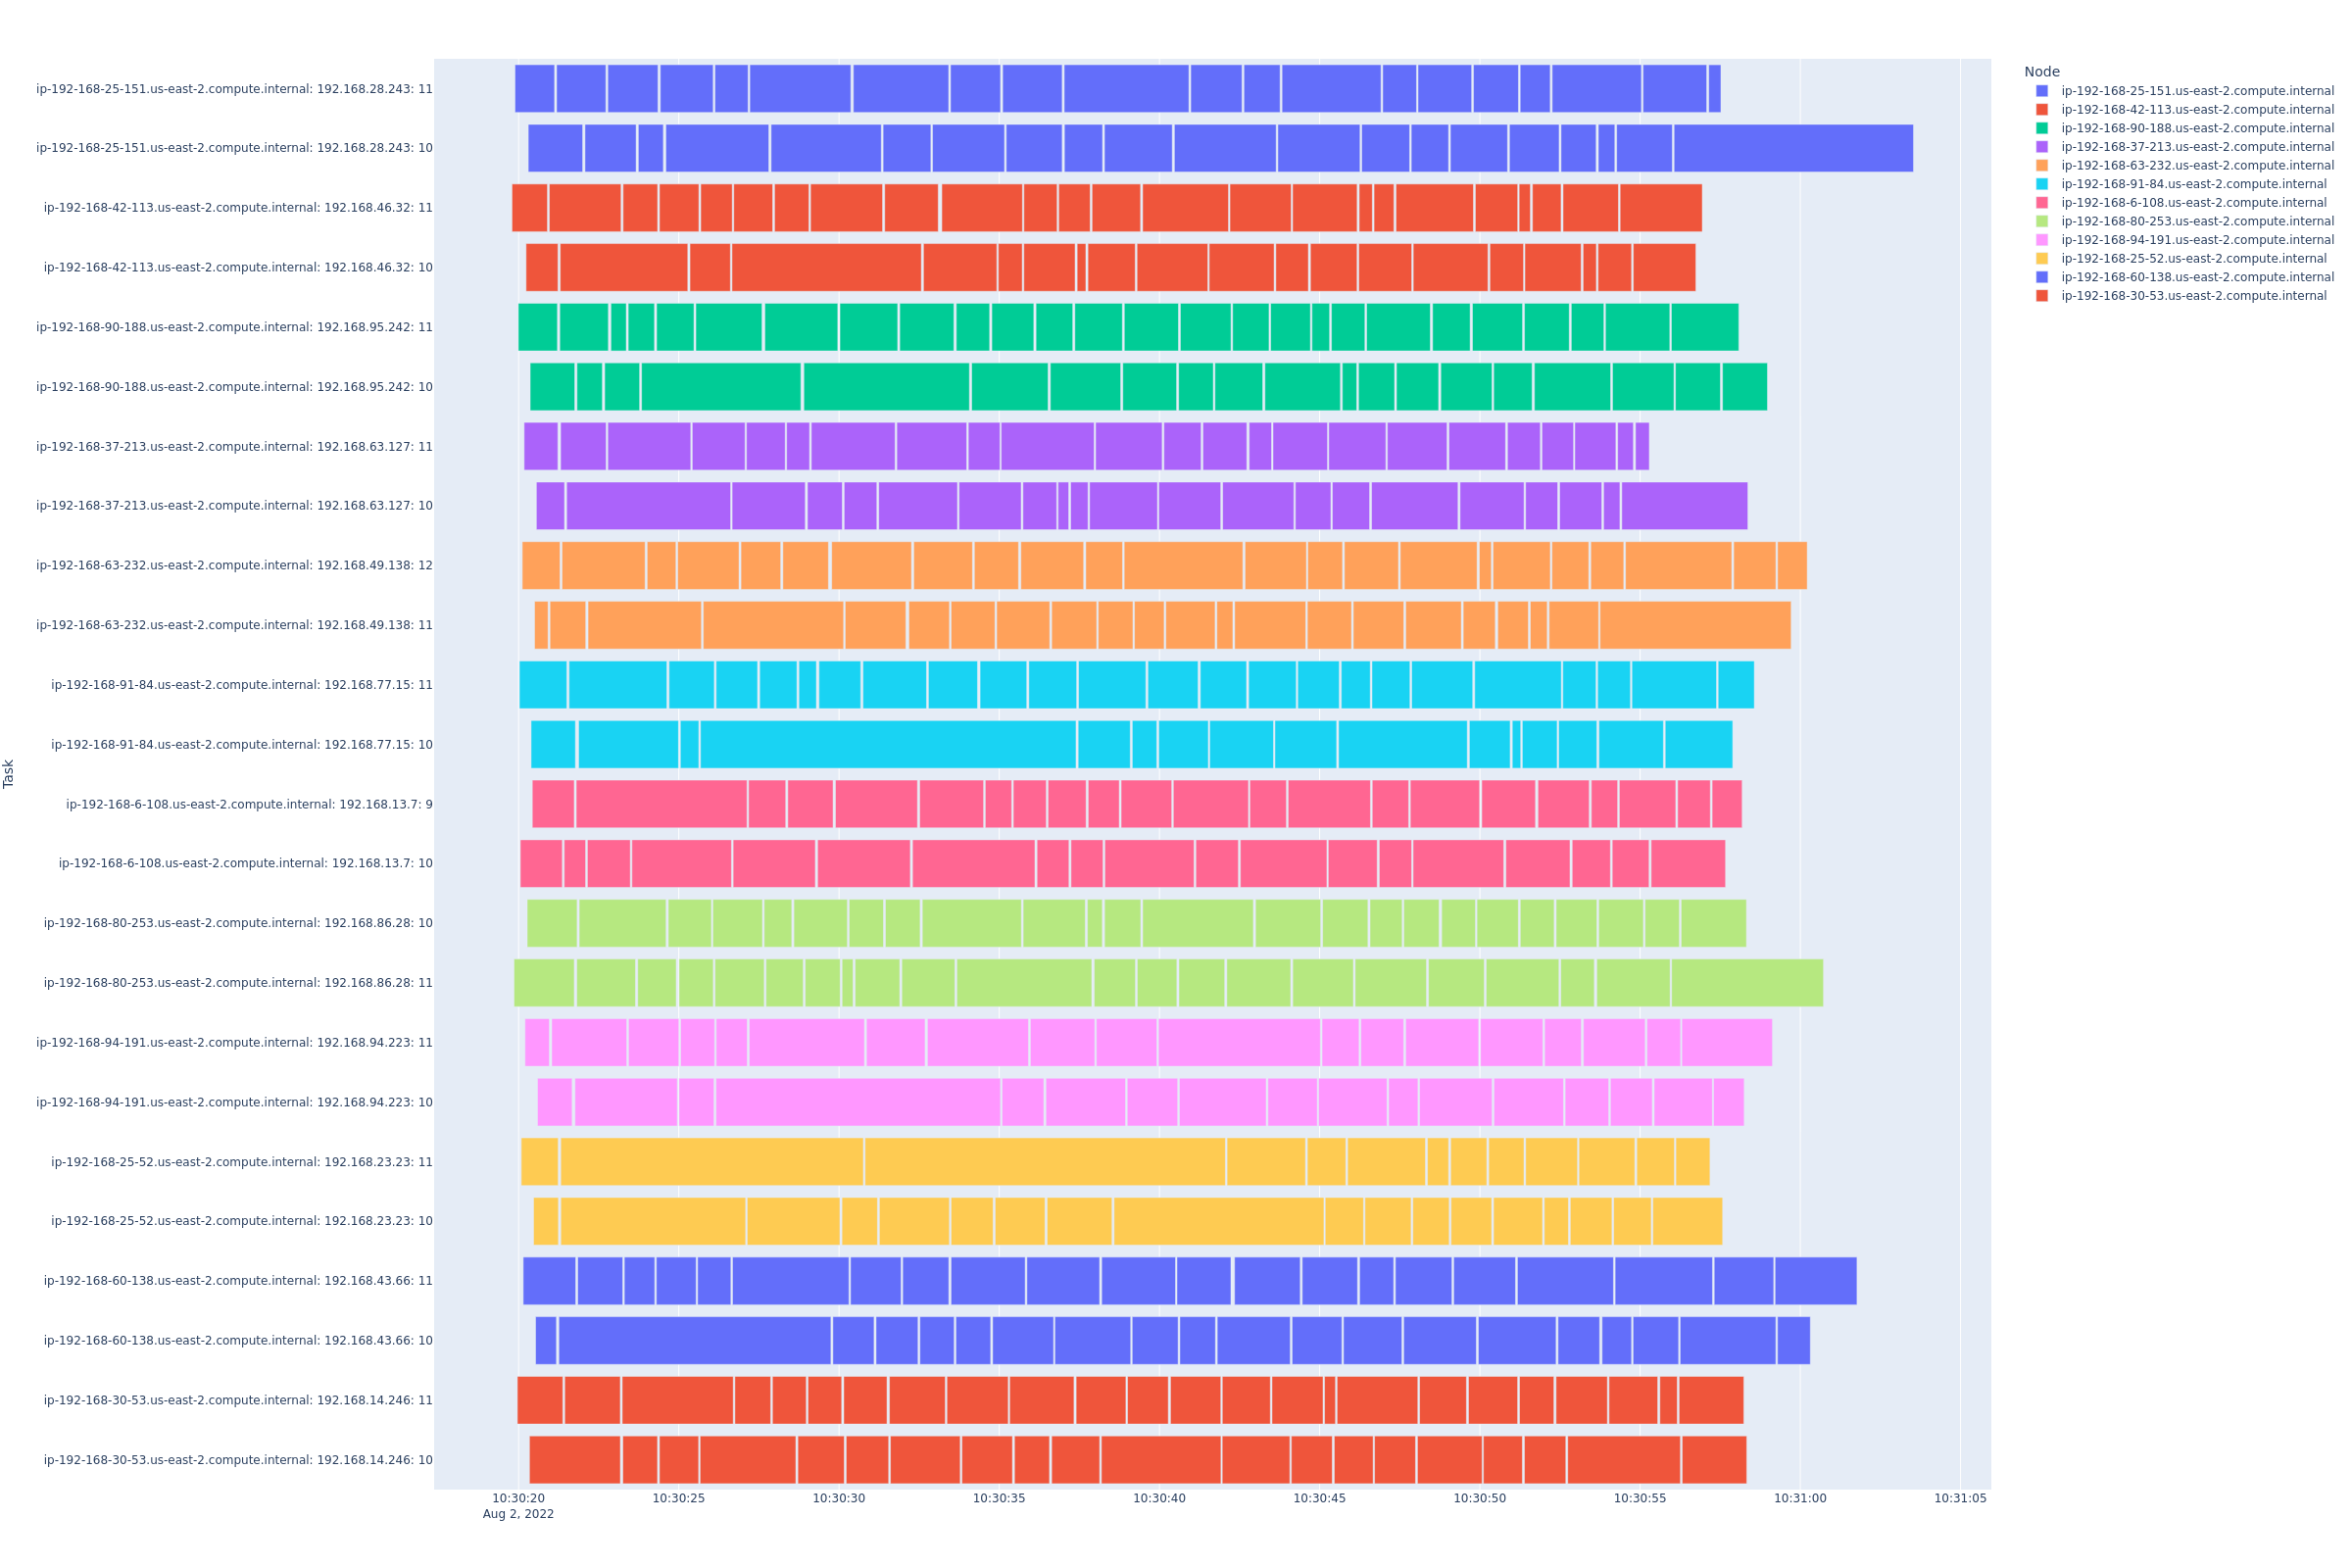 Task
ip-192-168-25-151.us-east-2.compute.internal: 192.168.28.243: 11
ip-192-168-25-151.us-east-2.compute.internal: 192.168.28.243: 10
ip-192-168-42-113.us-east-2.compute.internal: 192.168.46.32: 11
ip-192-168-42-113.us-east-2.compute.internal: 192.168.46.32: 10
ip-192-168-90-188.us-east-2.compute.internal: 192.168.95.242: 11
ip-192-168-90-188.us-east-2.compute.internal: 192.168.95.242: 10
ip-192-168-37-213.us-east-2.compute.internal: 192.168.63.127: 11
ip-192-168-37-213.us-east-2.compute.internal: 192.168.63.127: 10
ip-192-168-63-232.us-east-2.compute.internal: 192.168.49.138: 12
ip-192-168-63-232.us-east-2.compute.internal: 192.168.49.138: 11
ip-192-168-91-84.us-east-2.compute.internal: 192.168.77.15: 11
ip-192-168-91-84.us-east-2.compute.internal: 192.168.77.15: 10
ip-192-168-6-108.us-east-2.compute.internal: 192.168.13.7: 9
ip-192-168-6-108.us-east-2.compute.internal: 192.168.13.7: 10
ip-192-168-80-253.us-east-2.compute.internal: 192.168.86.28: 10
ip-192-168-80-253.us-east-2.compute.internal: 192.168.86.28: 11
ip-192-168-94-191.us-east-2.compute.internal: 192.168.94.223: 11
ip-192-168-94-191.us-east-2.compute.internal: 192.168.94.223: 10
ip-192-168-25-52.us-east-2.compute.internal: 192.168.23.23: 11
ip-192-168-25-52.us-east-2.compute.internal: 192.168.23.23: 10
ip-192-168-60-138.us-east-2.compute.internal: 192.168.43.66: 11
ip-192-168-60-138.us-east-2.compute.internal: 192.168.43.66: 10
ip-192-168-30-53.us-east-2.compute.internal: 192.168.14.246: 11
ip-192-168-30-53.us-east-2.compute.internal: 192.168.14.246: 10
10:30:20 10:30:25 10:30:30 10:30:35 10:30:40 10:30:45 10:30:50 10:30:55 10:31:00 10:31:05
Aug 2, 2022
Node
ip-192-168-25-151.us-east-2.compute.internal
ip-192-168-42-113.us-east-2.compute.internal
ip-192-168-90-188.us-east-2.compute.internal
ip-192-168-37-213.us-east-2.compute.internal
ip-192-168-63-232.us-east-2.compute.internal
ip-192-168-91-84.us-east-2.compute.internal
ip-192-168-6-108.us-east-2.compute.internal
ip-192-168-80-253.us-east-2.compute.internal
ip-192-168-94-191.us-east-2.compute.internal
ip-192-168-25-52.us-east-2.compute.internal
ip-192-168-60-138.us-east-2.compute.internal
ip-192-168-30-53.us-east-2.compute.internal